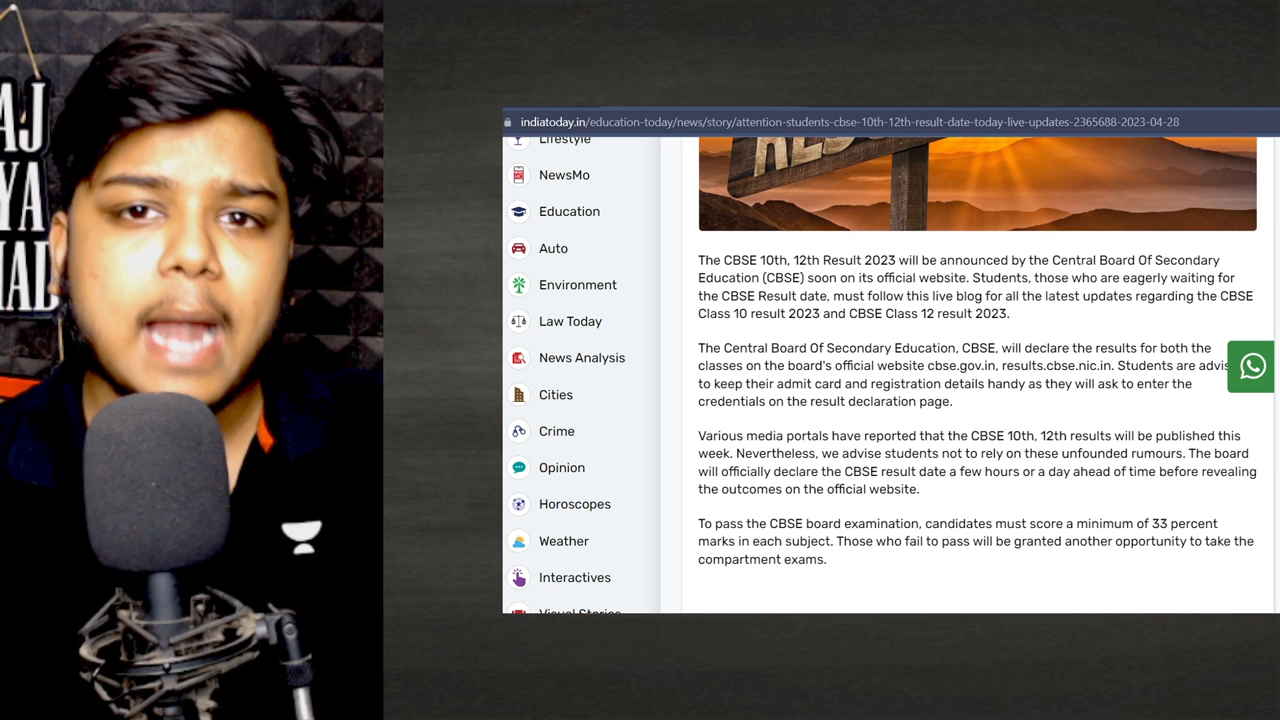 AJ
YA
HAD
indiatoday.in/education-today/news/story/attention-students-cbse-10th-12th-result-date-today-live-updates-2365688-2023-04-28
Lifestyle
NewsMo
Education
Auto
Environment
Law Today
News Analysis
Cities
Crime
Opinion
Horoscopes
Weather
Interactives
Visual Stories
The CBSE 10th, 12th Result 2023 will be announced by the Central Board Of Secondary
Education (CBSE) soon on its official website. Students, those who are eagerly waiting for
the CBSE Result date, must follow this live blog for all the latest updates regarding the CBSE
Class 10 result 2023 and CBSE Class 12 result 2023.
The Central Board Of Secondary Education, CBSE, will declare the results for both the
classes on the board's official website cbse.gov.in, results.cbse.nic.in. Students are advis
to keep their admit card and registration details handy as they will ask to enter the
credentials on the result declaration page.
Various media portals have reported that the CBSE 10th, 12th results will be published this
week. Nevertheless, we advise students not to rely on these unfounded rumours. The board
will officially declare the CBSE result date a few hours or a day ahead of time before revealing
the outcomes on the official website.
To pass the CBSE board examination, candidates must score a minimum of 33 percent
marks in each subject. Those who fail to pass will be granted another opportunity to take the
compartment exams.